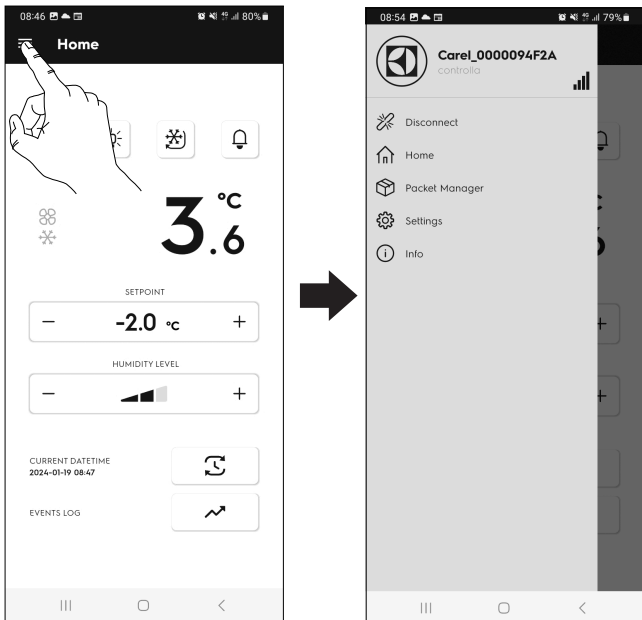 08:46 80%
Home
3.6 °C
SETPOINT
− -2.0 °C +
HUMIDITY LEVEL
− +
CURRENT DATETIME
2024-01-19 08:47
EVENTS LOG
08:54 79%
Carel_0000094F2A
controlla
Disconnect
Home
Packet Manager
Settings
i Info